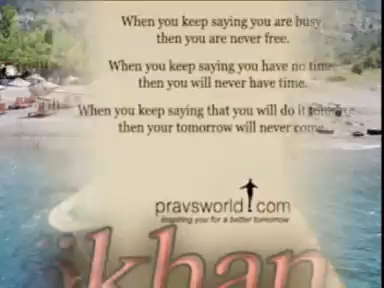 When you keep saying you are busy
then you are never free.
When you keep saying you have no time
then you will never have time.
When you keep saying that you will do it
then your tomorrow will never come.
pravsworld.com
Inspiring you for a better tomorrow
ikhan